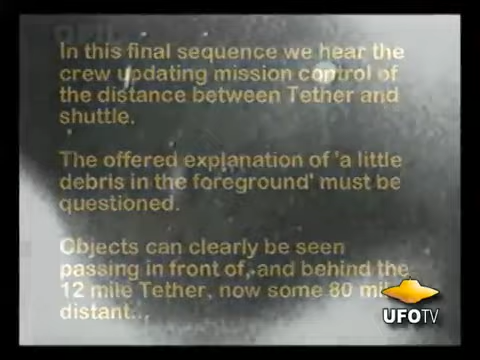 In this final sequence we hear the
crew updating mission control of
the distance between Tether and
shuttle.
The offered explanation of 'a little
debris in the foreground' must be
questioned.
Objects can clearly be seen
passing in front of, and behind the
12 mile Tether, now some 80
distant...
UFOTV